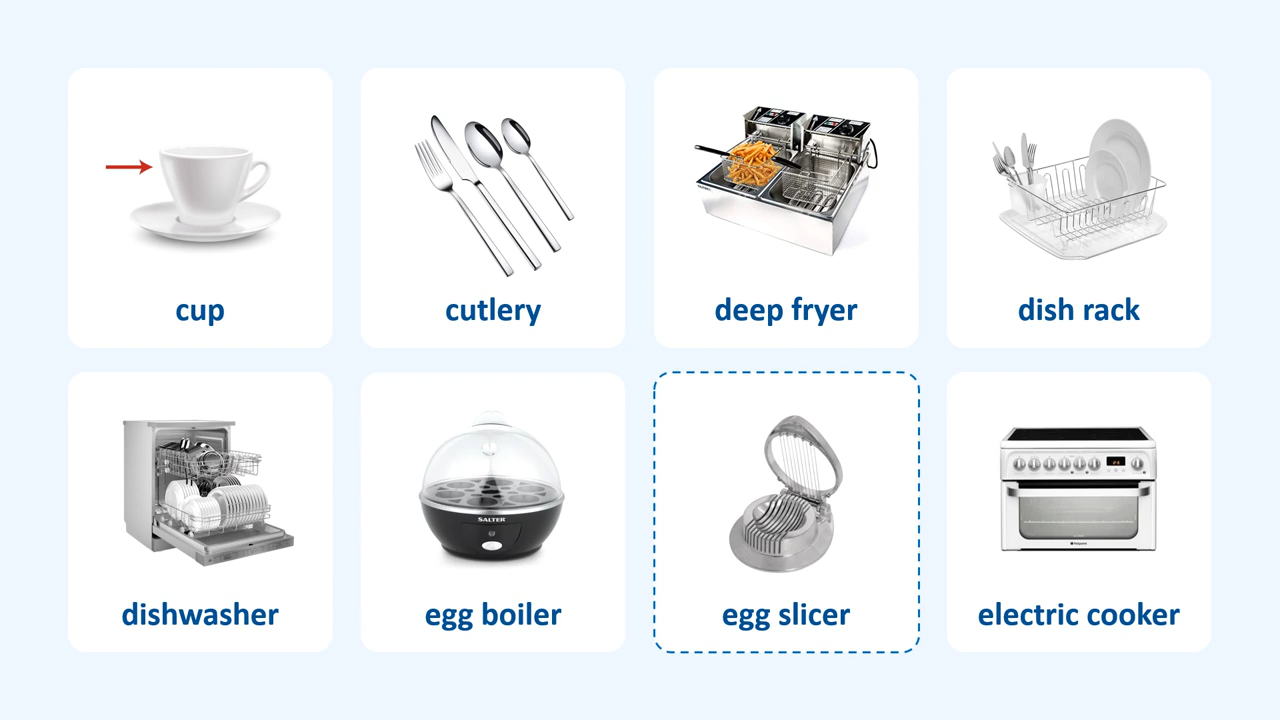 cup
cutlery
deep fryer
dish rack
SALTER
dishwasher
egg boiler
egg slicer
electric cooker